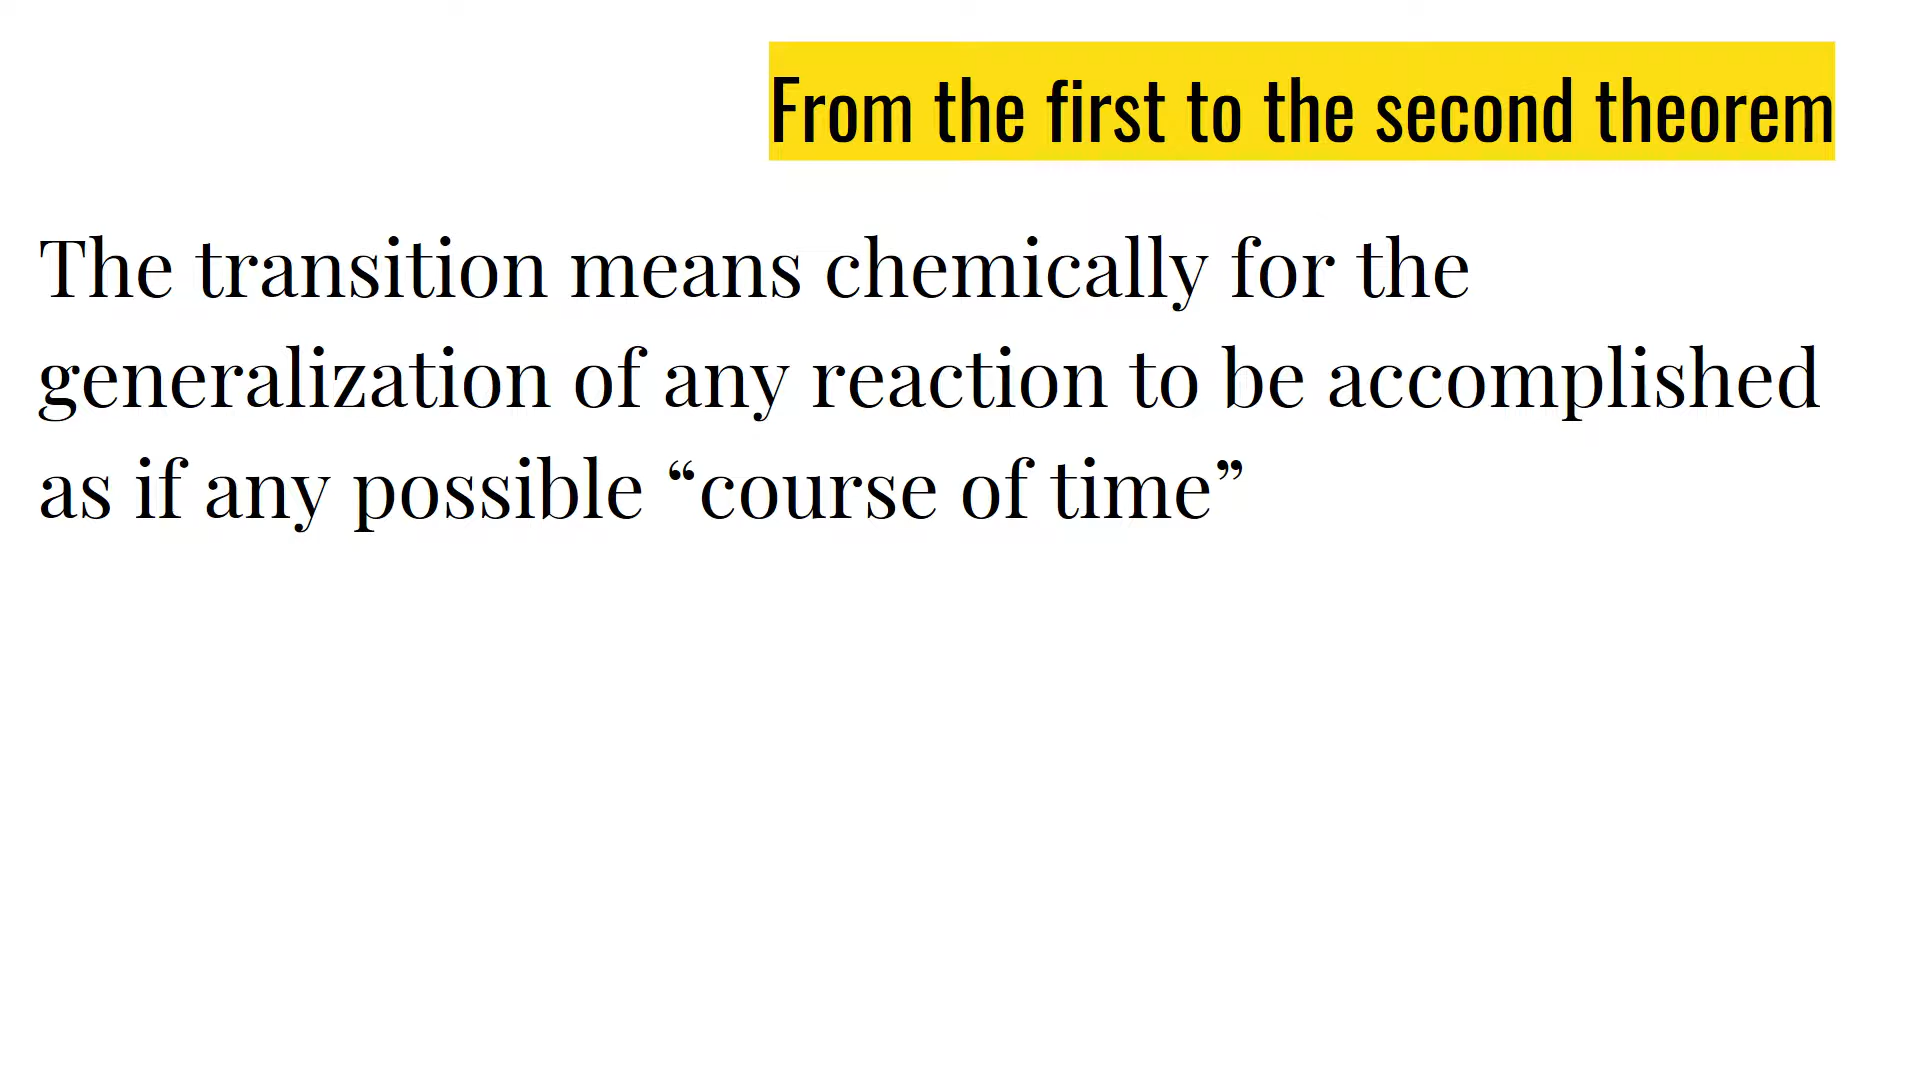 From the first to the second theorem
The transition means chemically for the
generalization of any reaction to be accomplished
as if any possible “course of time”